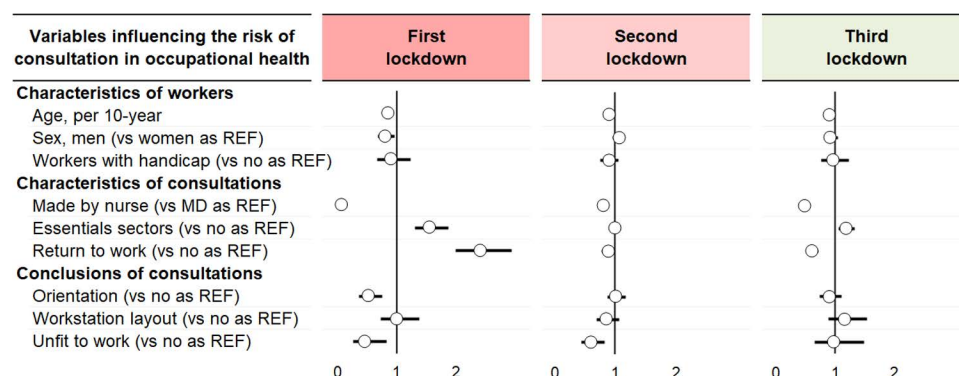 Variables influencing the risk of
consultation in occupational health
First
lockdown
Second
lockdown
Third
lockdown
Characteristics of workers
Age, per 10-year
Sex, men (vs women as REF)
Workers with handicap (vs no as REF)
Characteristics of consultations
Made by nurse (vs MD as REF)
Essentials sectors (vs no as REF)
Return to work (vs no as REF)
Conclusions of consultations
Orientation (vs no as REF)
Workstation layout (vs no as REF)
Unfit to work (vs no as REF)
0 1 2 0 1 2 0 1 2